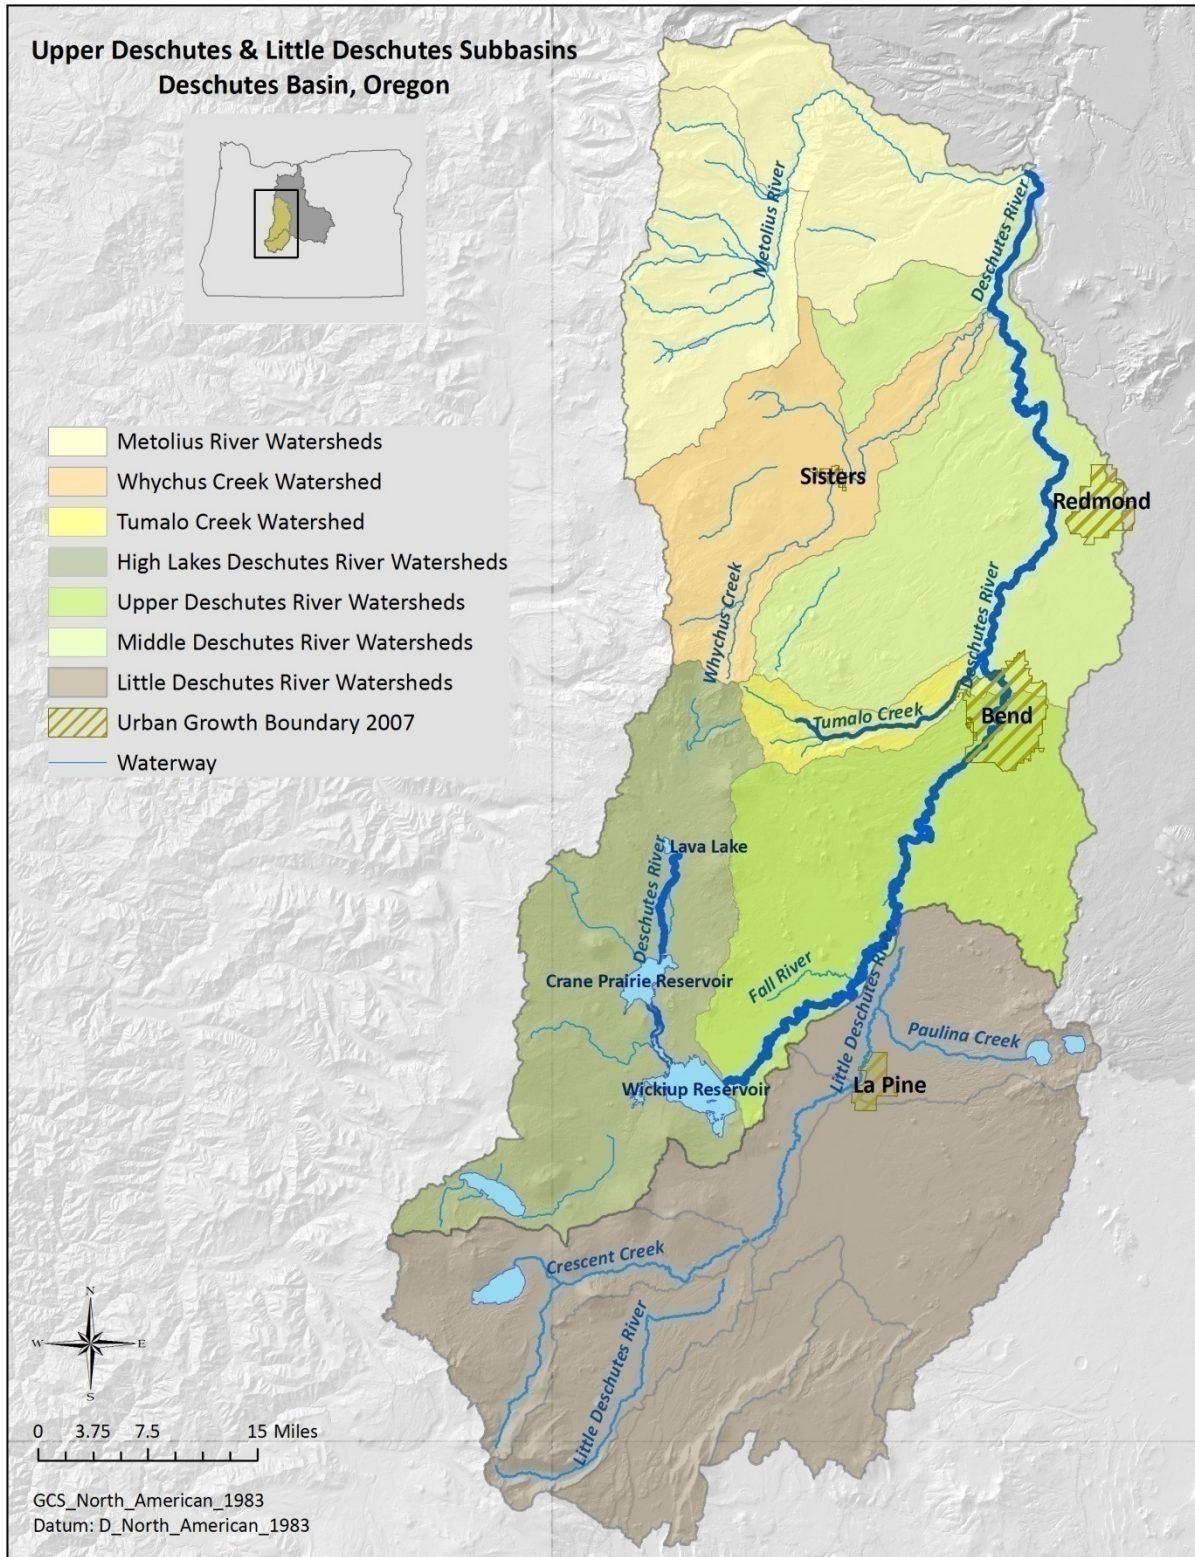 Upper Deschutes & Little Deschutes Subbasins
Deschutes Basin, Oregon
Metolius River Watersheds
Whychus Creek Watershed
Tumalo Creek Watershed
High Lakes Deschutes River Watersheds
Upper Deschutes River Watersheds
Middle Deschutes River Watersheds
Little Deschutes River Watersheds
Urban Growth Boundary 2007
Waterway
Metolius River
Deschutes River
Sisters
Redmond
Whychus Creek
Deschutes River
Tumalo Creek
Bend
Deschutes River
Lava Lake
Crane Prairie Reservoir
Fall River
Little Deschutes River
Paulina Creek
Wickiup Reservoir
La Pine
Crescent Creek
Little Deschutes River
N
W
E
S
0 3.75 7.5 15 Miles
GCS_North_American_1983
Datum: D_North_American_1983